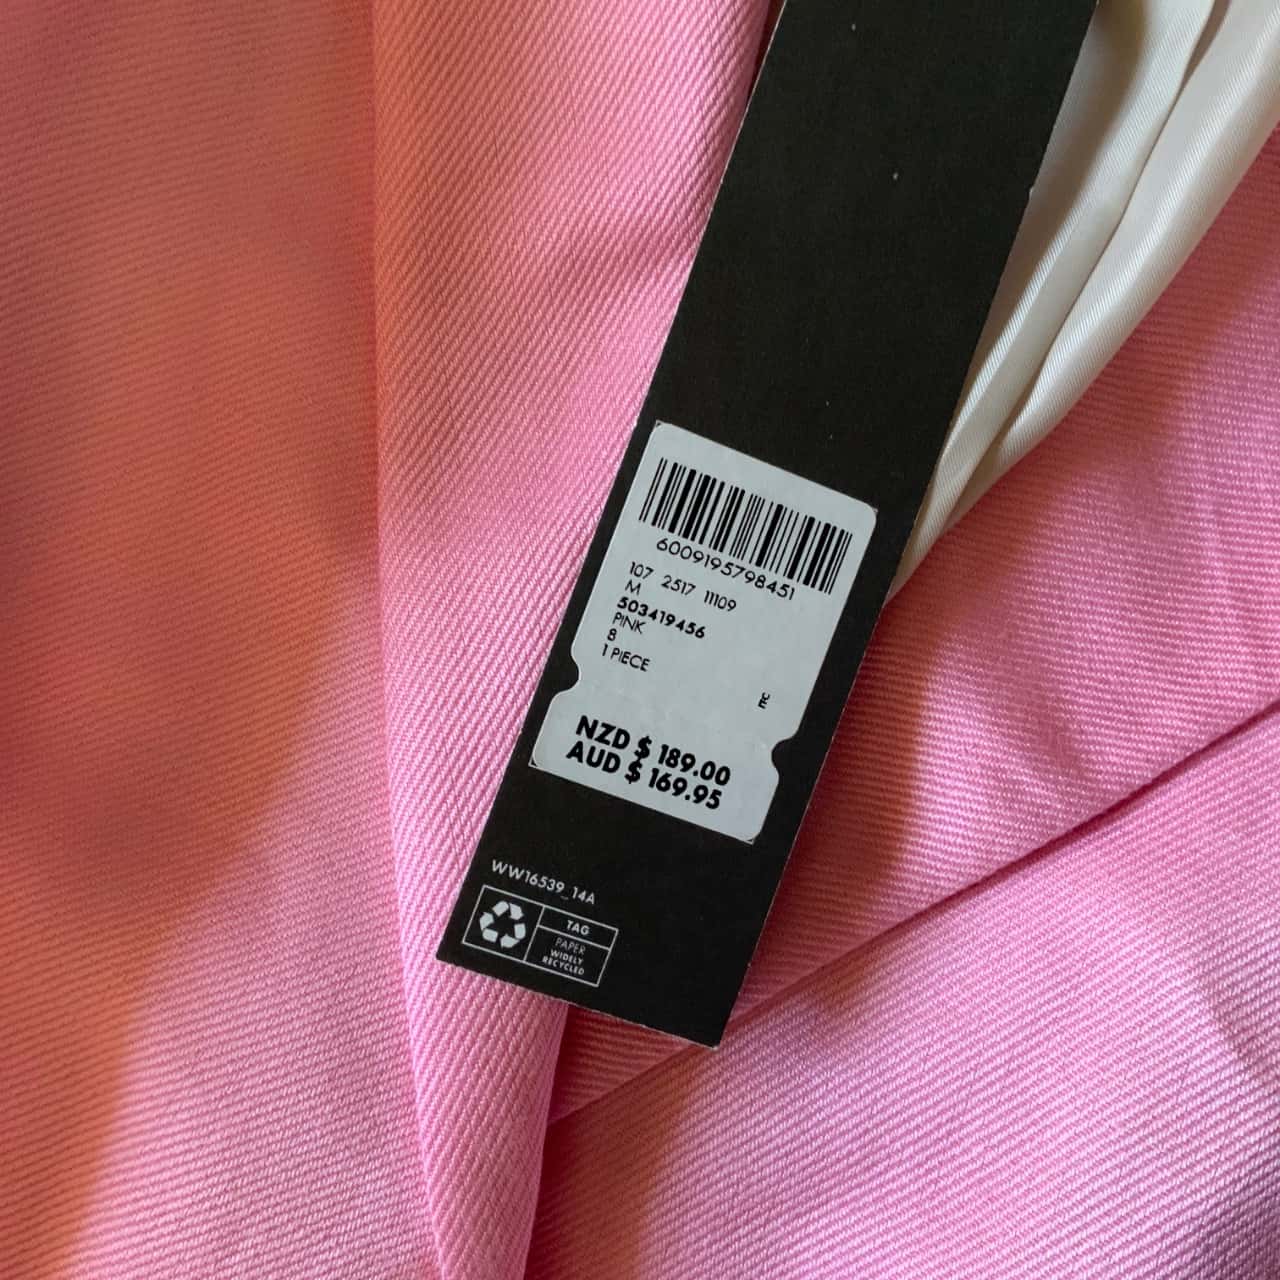 6009195798451
107 2517 11109
M
503419456
PINK
8
1 PIECE
EC
NZD $ 189.00
AUD $ 169.95
WW16539_14A
TAG
PAPER
WIDELY
RECYCLED